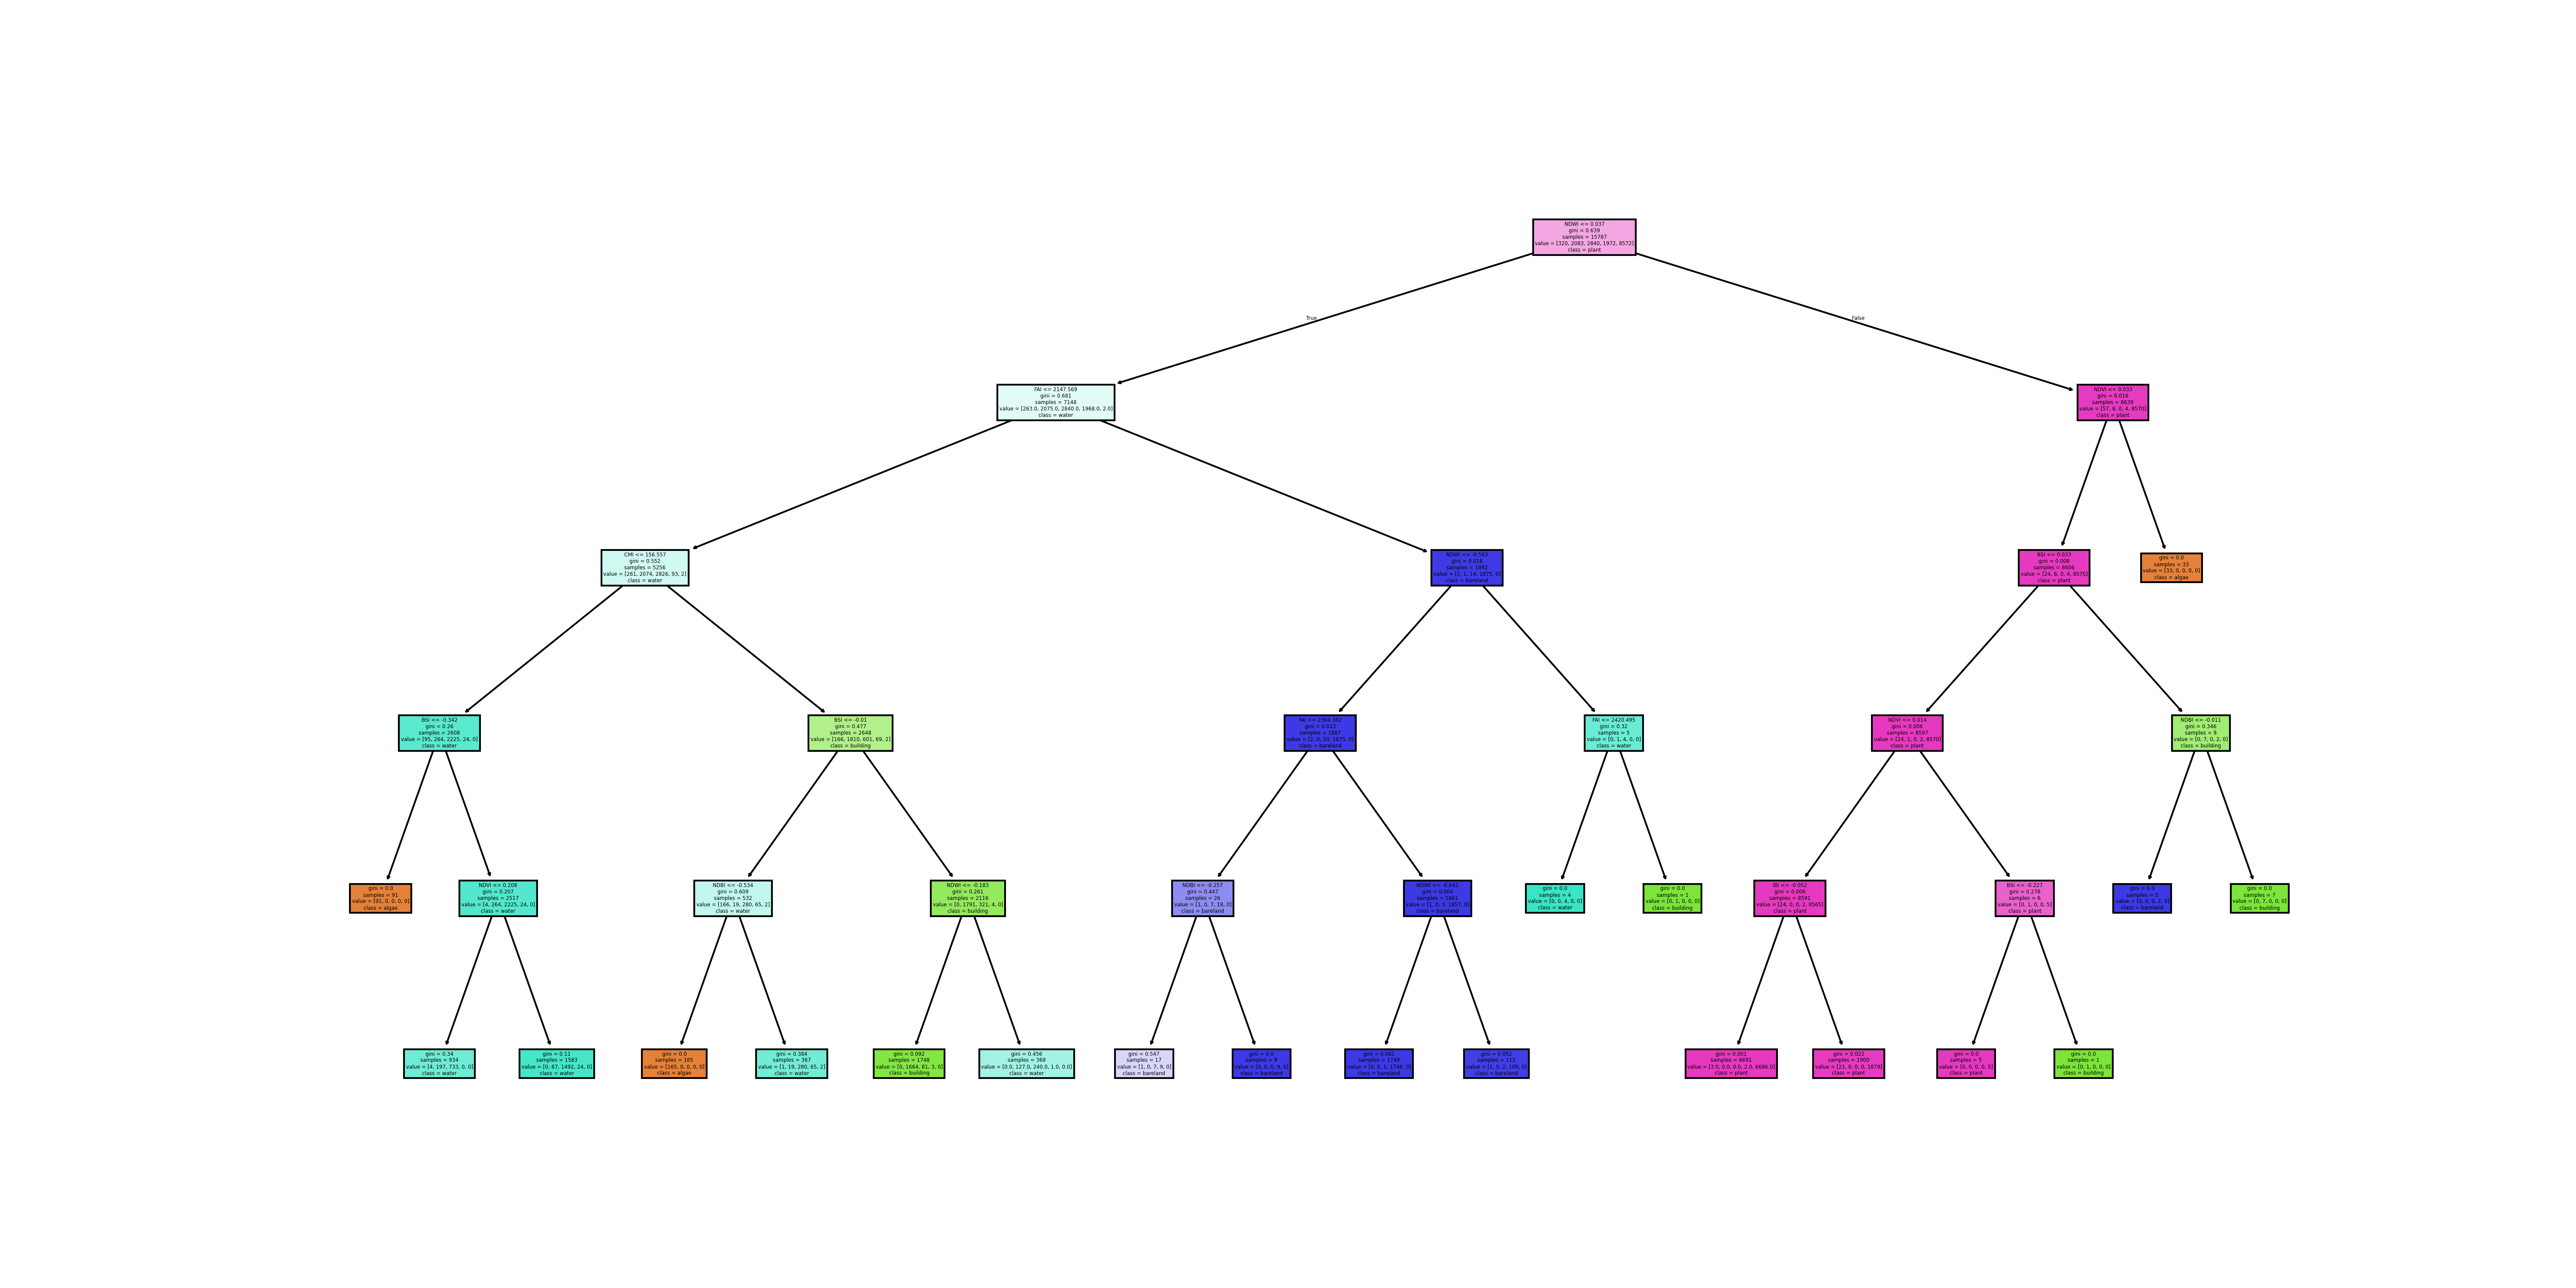 NDWI <= 0.037
gini = 0.639
samples = 15787
value = [320, 2083, 2840, 1972, 8572]
class = plant
True
False
FAI <= 2147.569
gini = 0.681
samples = 7148
value = [263.0, 2075.0, 2840.0, 1968.0, 2.0]
class = water
NDVI <= 0.033
gini = 0.016
samples = 8639
value = [57, 8, 0, 4, 8570]
class = plant
CMI <= 156.557
gini = 0.552
samples = 5256
value = [261, 2074, 2826, 93, 2]
class = water
NDWI <= -0.563
gini = 0.018
samples = 1892
value = [2, 1, 14, 1875, 0]
class = bareland
BSI <= 0.033
gini = 0.008
samples = 8606
value = [24, 8, 0, 4, 8570]
class = plant
gini = 0.0
samples = 33
value = [33, 0, 0, 0, 0]
class = algae
BSI <= -0.342
gini = 0.26
samples = 2608
value = [95, 264, 2225, 24, 0]
class = water
BSI <= -0.01
gini = 0.477
samples = 2648
value = [166, 1810, 601, 69, 2]
class = building
gini = 0.013
samples = 1887
value = [2, 0, 10, 1875, 0]
class = bareland
FAI <= 2420.495
gini = 0.32
samples = 5
value = [0, 1, 4, 0, 0]
class = water
NDVI <= 0.014
gini = 0.006
samples = 8597
value = [24, 1, 0, 2, 8570]
class = plant
NDBI <= -0.011
gini = 0.346
samples = 9
value = [0, 7, 0, 2, 0]
class = building
gini = 0.0
samples = 91
value = [91, 0, 0, 0, 0]
class = algae
NDVI <= 0.208
gini = 0.207
samples = 2517
value = [4, 264, 2225, 24, 0]
class = water
NDBI <= -0.534
gini = 0.609
samples = 532
value = [166, 19, 280, 65, 2]
class = water
NDWI <= -0.183
gini = 0.261
samples = 2116
value = [0, 1791, 321, 4, 0]
class = building
NDBI <= -0.257
gini = 0.447
samples = 26
value = [1, 0, 7, 18, 0]
class = bareland
NDWI <= -0.642
gini = 0.004
samples = 1861
value = [1, 0, 3, 1857, 0]
class = bareland
gini = 0.0
samples = 4
value = [0, 0, 4, 0, 0]
class = water
gini = 0.0
samples = 1
value = [0, 1, 0, 0, 0]
class = building
IBI <= -0.052
gini = 0.006
samples = 8591
value = [24, 0, 0, 2, 8565]
class = plant
BSI <= -0.227
gini = 0.278
samples = 6
value = [0, 1, 0, 0, 5]
class = plant
gini = 0.0
samples = 2
value = [0, 0, 0, 2, 0]
class = bareland
gini = 0.0
samples = 7
value = [0, 7, 0, 0, 0]
class = building
gini = 0.34
samples = 934
value = [4, 197, 733, 0, 0]
class = water
gini = 0.11
samples = 1583
value = [0, 67, 1492, 24, 0]
class = water
gini = 0.0
samples = 165
value = [165, 0, 0, 0, 0]
class = algae
gini = 0.384
samples = 367
value = [1, 19, 280, 65, 2]
class = water
gini = 0.092
samples = 1748
value = [0, 1664, 81, 3, 0]
class = building
gini = 0.456
samples = 368
value = [0.0, 127.0, 240.0, 1.0, 0.0]
class = water
gini = 0.547
samples = 17
value = [1, 0, 7, 9, 0]
class = bareland
gini = 0.0
samples = 9
value = [0, 0, 0, 9, 0]
class = bareland
gini = 0.001
samples = 1749
value = [0, 0, 1, 1748, 0]
class = bareland
gini = 0.052
samples = 112
value = [1, 0, 2, 109, 0]
class = bareland
gini = 0.001
samples = 6691
value = [3.0, 0.0, 0.0, 2.0, 6686.0]
class = plant
gini = 0.022
samples = 1900
value = [21, 0, 0, 0, 1879]
class = plant
gini = 0.0
samples = 5
value = [0, 0, 0, 0, 5]
class = plant
gini = 0.0
samples = 1
value = [0, 1, 0, 0, 0]
class = building